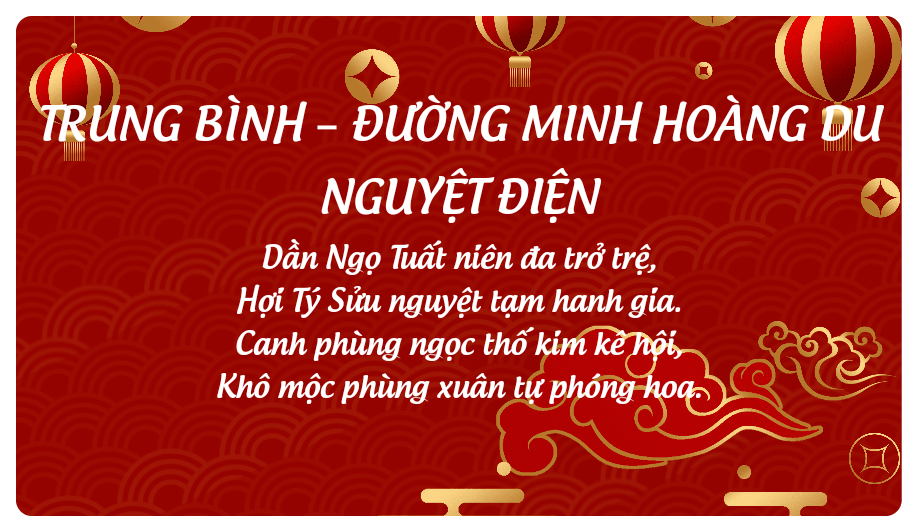 TRUNG BÌNH – ĐƯỜNG MINH HOÀNG DU
NGUYỆT ĐIỆN
Dần Ngọ Tuất niên đa trở trệ,
Hợi Tý Sửu nguyệt tạm hanh gia.
Canh phùng ngọc thố kim kê hội,
Khô mộc phùng xuân tự phóng hoa.